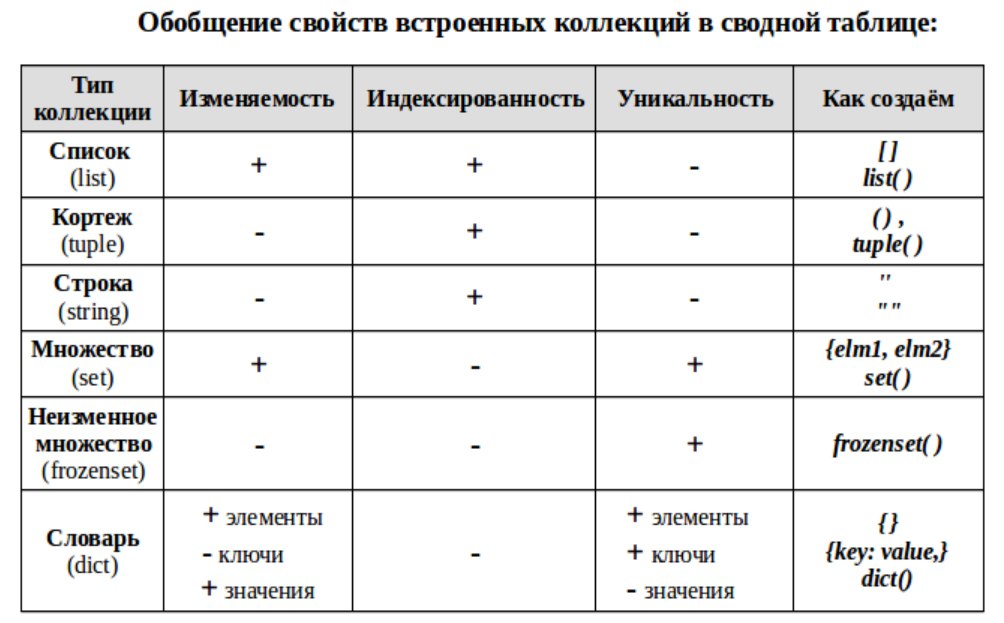 Обобщение свойств встроенных коллекций в сводной таблице:
Тип коллекции Изменяемость Индексированность Уникальность Как создаём
Список
(list)
+
+
-
[ ]
list( )
Кортеж
(tuple)
-
+
-
( ) ,
tuple( )
Строка
(string)
-
+
-
''
""
Множество
(set)
+
-
+
{elm1, elm2}
set( )
Неизменное
множество
(frozenset)
-
-
+
frozenset( )
Словарь
(dict)
+ элементы
- ключи
+ значения
-
+ элементы
+ ключи
- значения
{}
{key: value,}
dict()